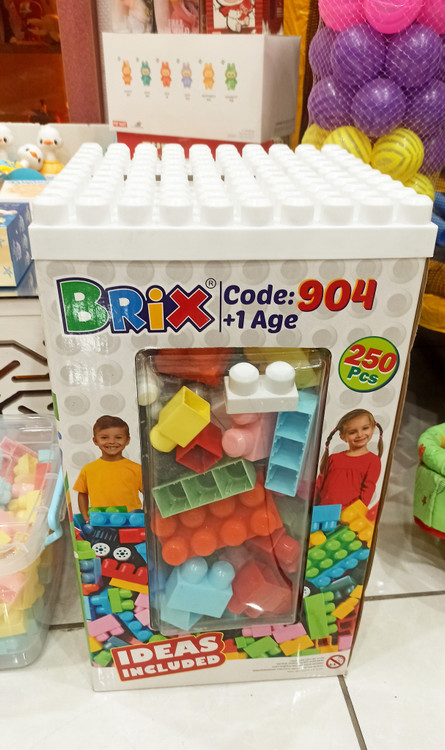 BRiX®
Code: 904
+1 Age
250
Pcs
IDEAS
INCLUDED